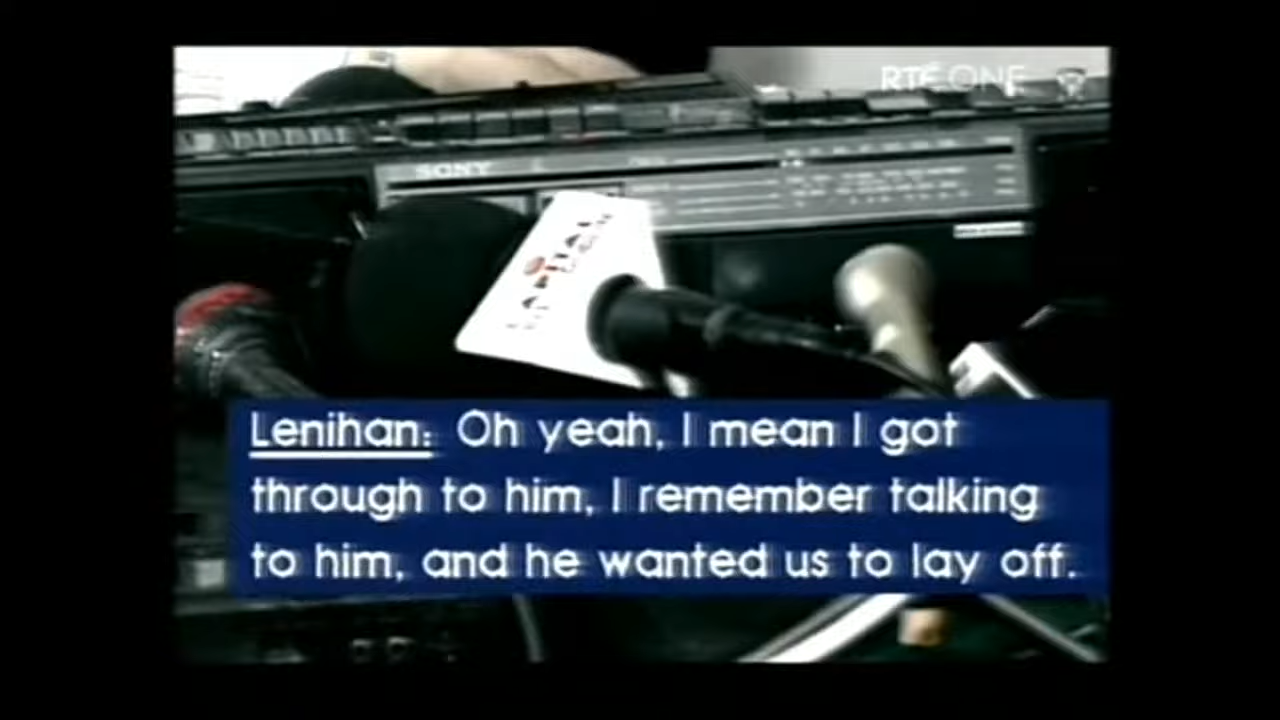 RTÉ ONE
SONY
CAPITAL
Lenihan: Oh yeah, I mean I got
through to him, I remember talking
to him, and he wanted us to lay off.